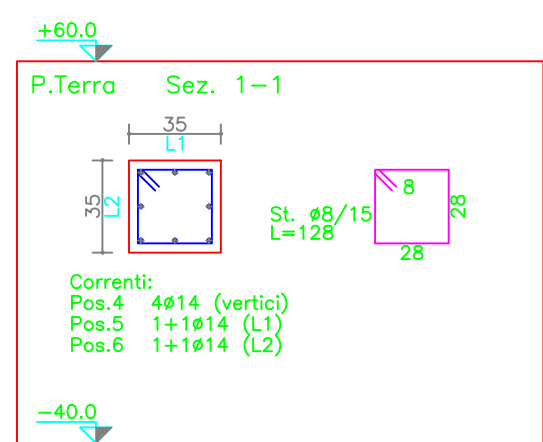 +60.0
P.Terra Sez. 1-1
35
L1
35
L2
St. ø8/15
L=128
8
28
28
Correnti:
Pos.4 4ø14 (vertici)
Pos.5 1+1ø14 (L1)
Pos.6 1+1ø14 (L2)
-40.0